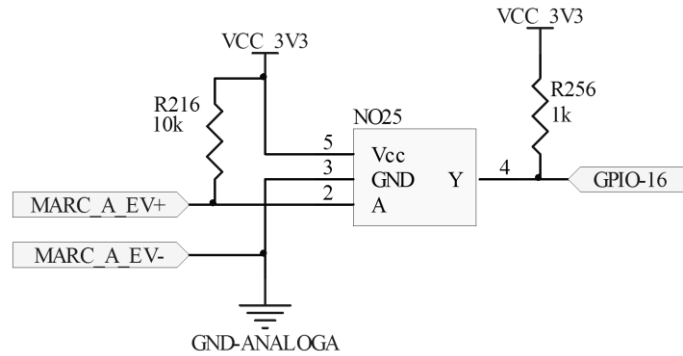 VCC_3V3
VCC_3V3
R216
10k
R256
1k
NO25
5
Vcc
3
GND
Y
4
GPIO-16
MARC_A_EV+
2
A
MARC_A_EV-
GND-ANALOGA